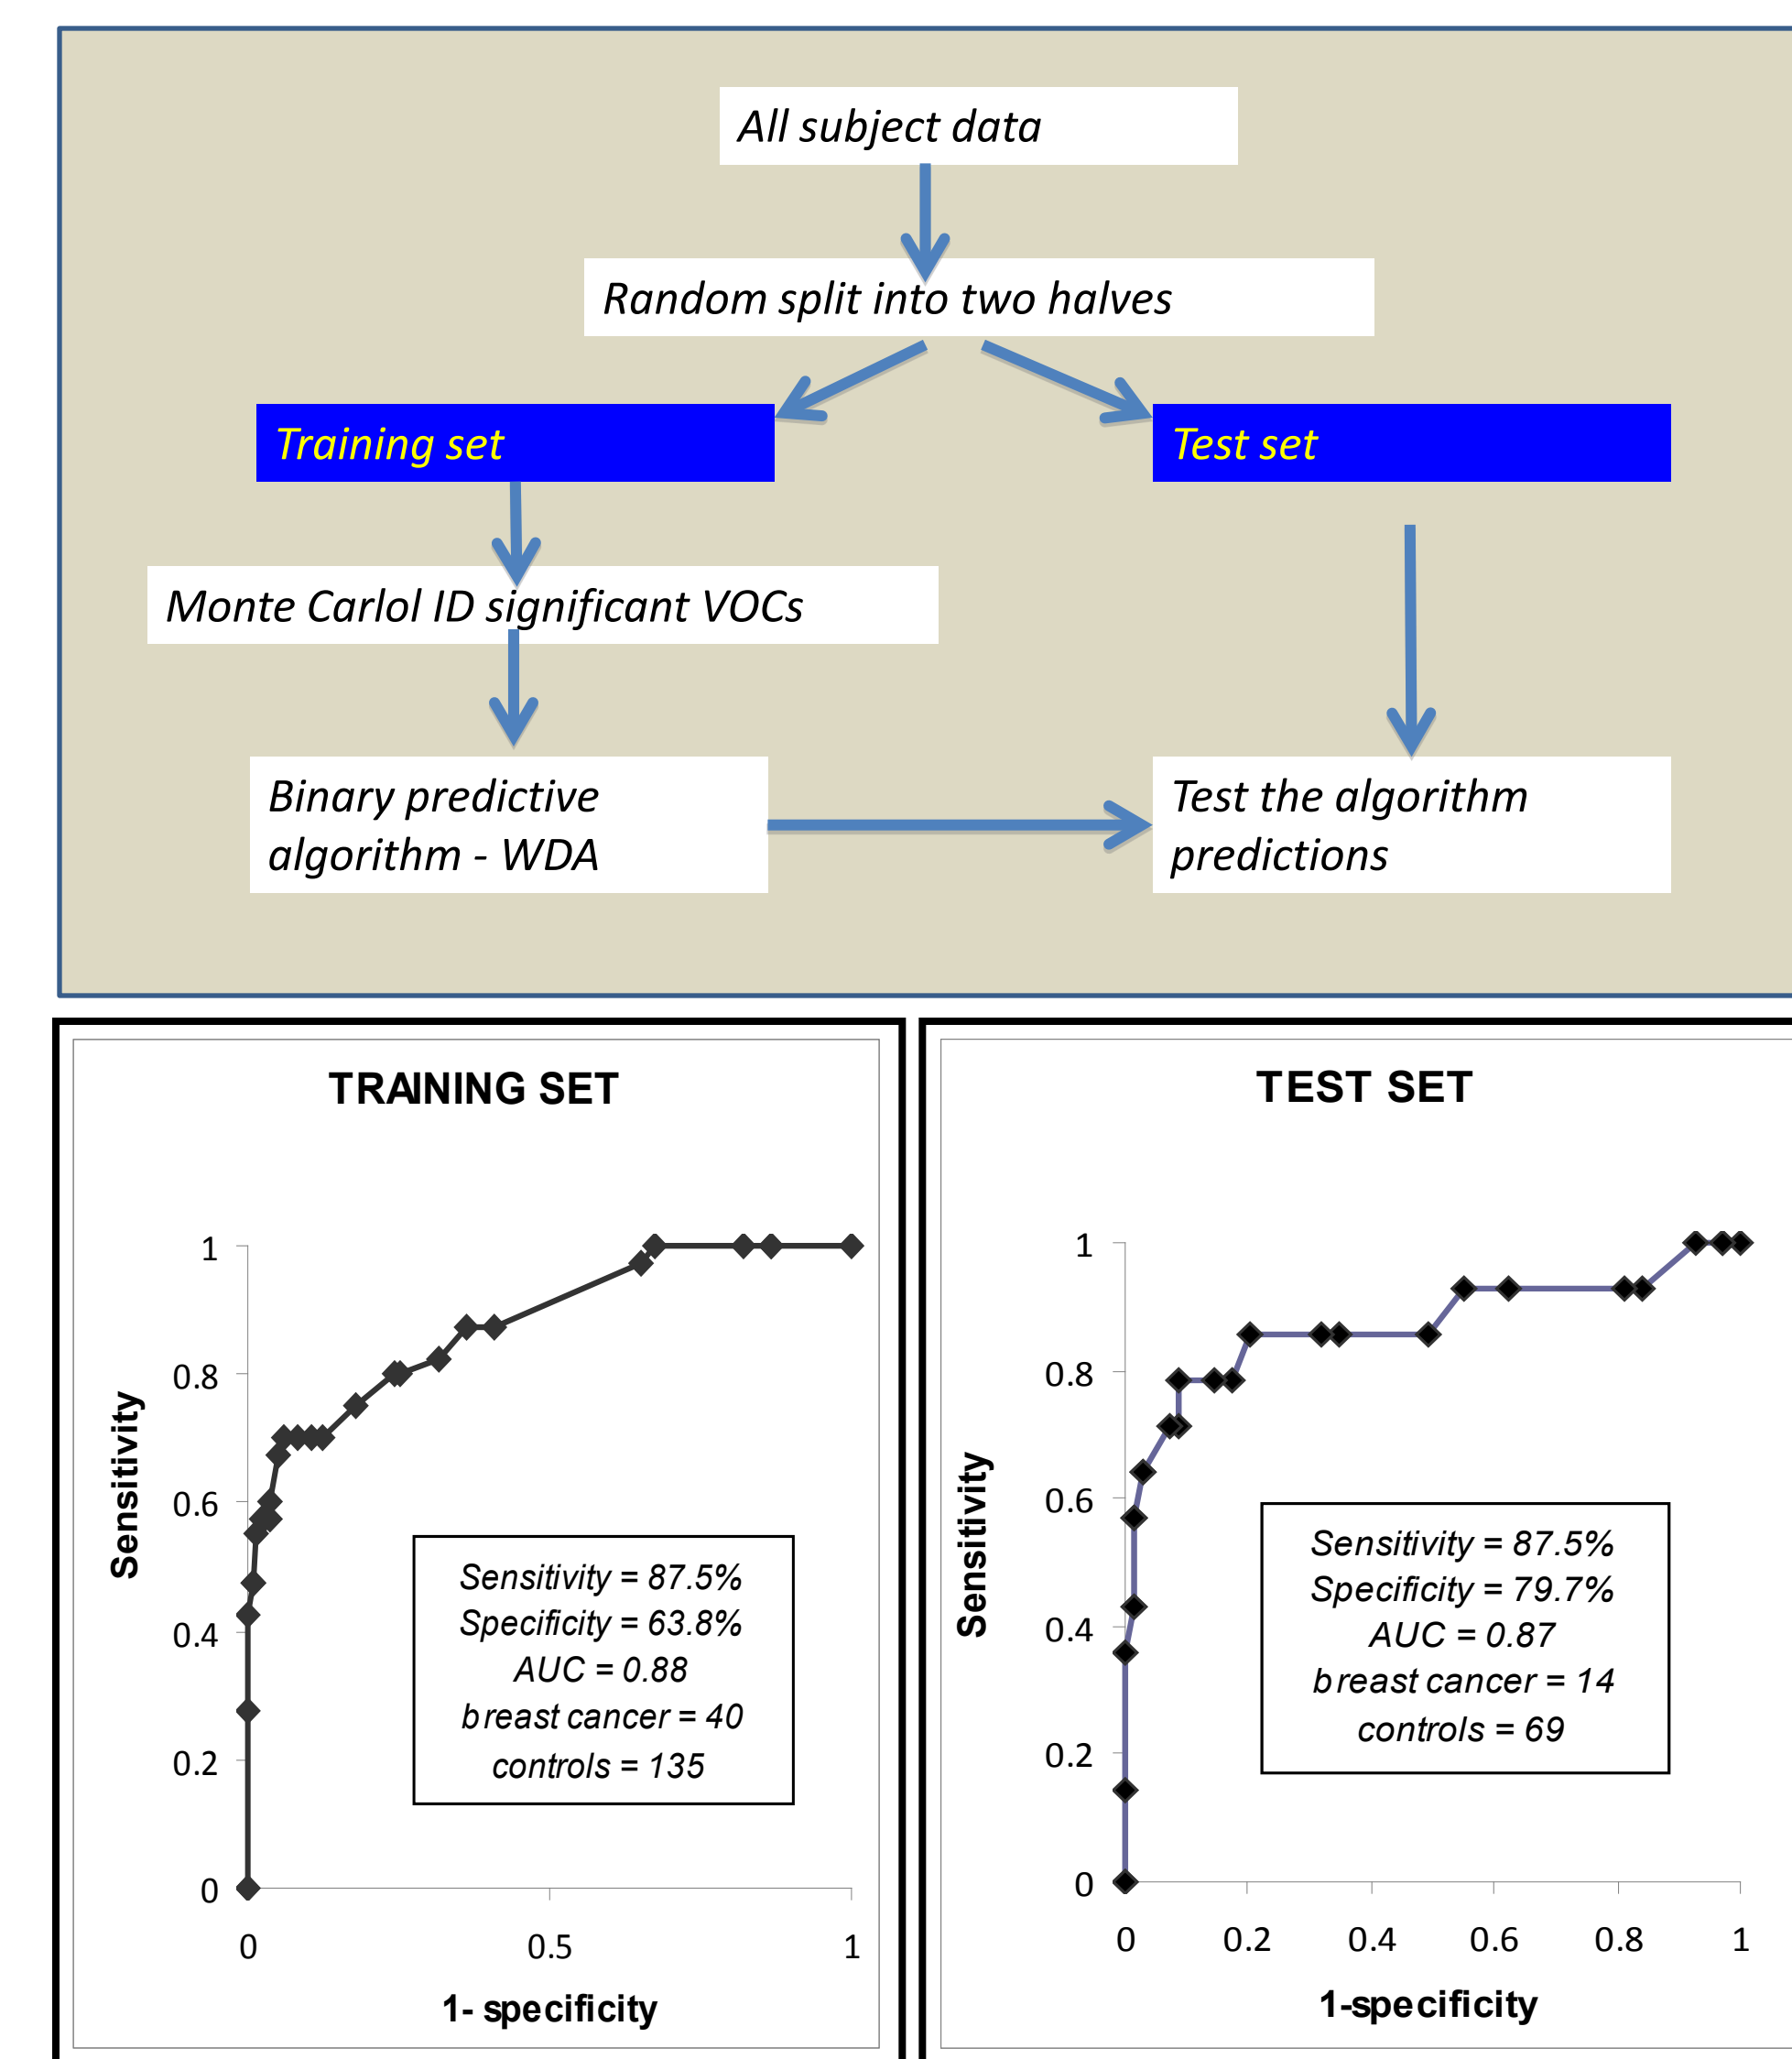 All subject data
Random split into two halves
Training set
Test set
Monte Carlol ID significant VOCs
Binary predictive
algorithm - WDA
Test the algorithm
predictions
TRAINING SET
Sensitivity
1
0.8
0.6
0.4
0.2
0
Sensitivity = 87.5%
Specificity = 63.8%
AUC = 0.88
breast cancer = 40
controls = 135
0 0.5 1
1- specificity
TEST SET
Sensitivity
1
0.8
0.6
0.4
0.2
0
Sensitivity = 87.5%
Specificity = 79.7%
AUC = 0.87
breast cancer = 14
controls = 69
0 0.2 0.4 0.6 0.8 1
1-specificity